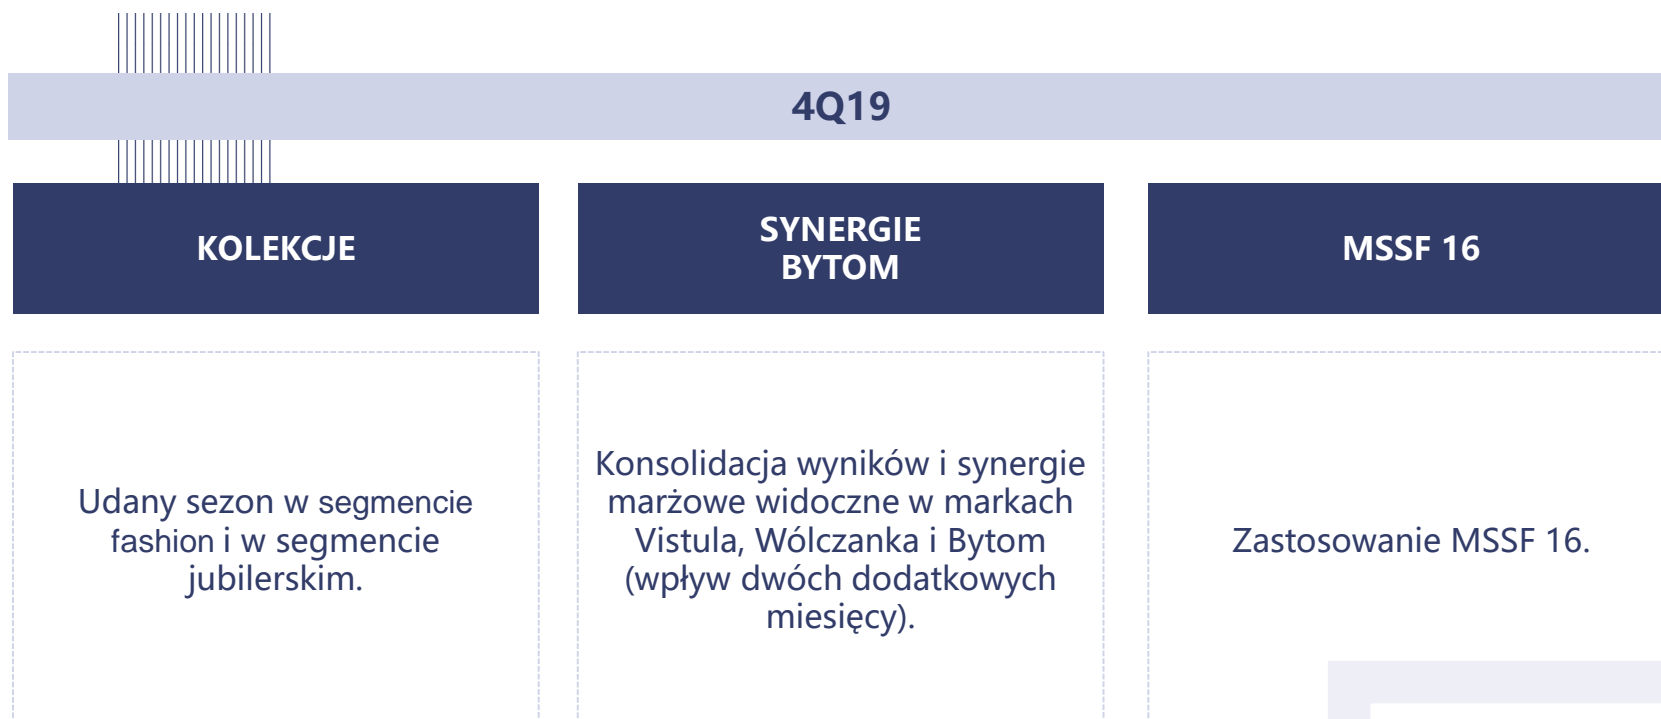 4Q19
KOLEKCJE
SYNERGIE
BYTOM
MSSF 16
Udany sezon w segmencie
fashion i w segmencie
jubilerskim.
Konsolidacja wyników i synergie
marżowe widoczne w markach
Vistula, Wólczanka i Bytom
(wpływ dwóch dodatkowych
miesięcy).
Zastosowanie MSSF 16.